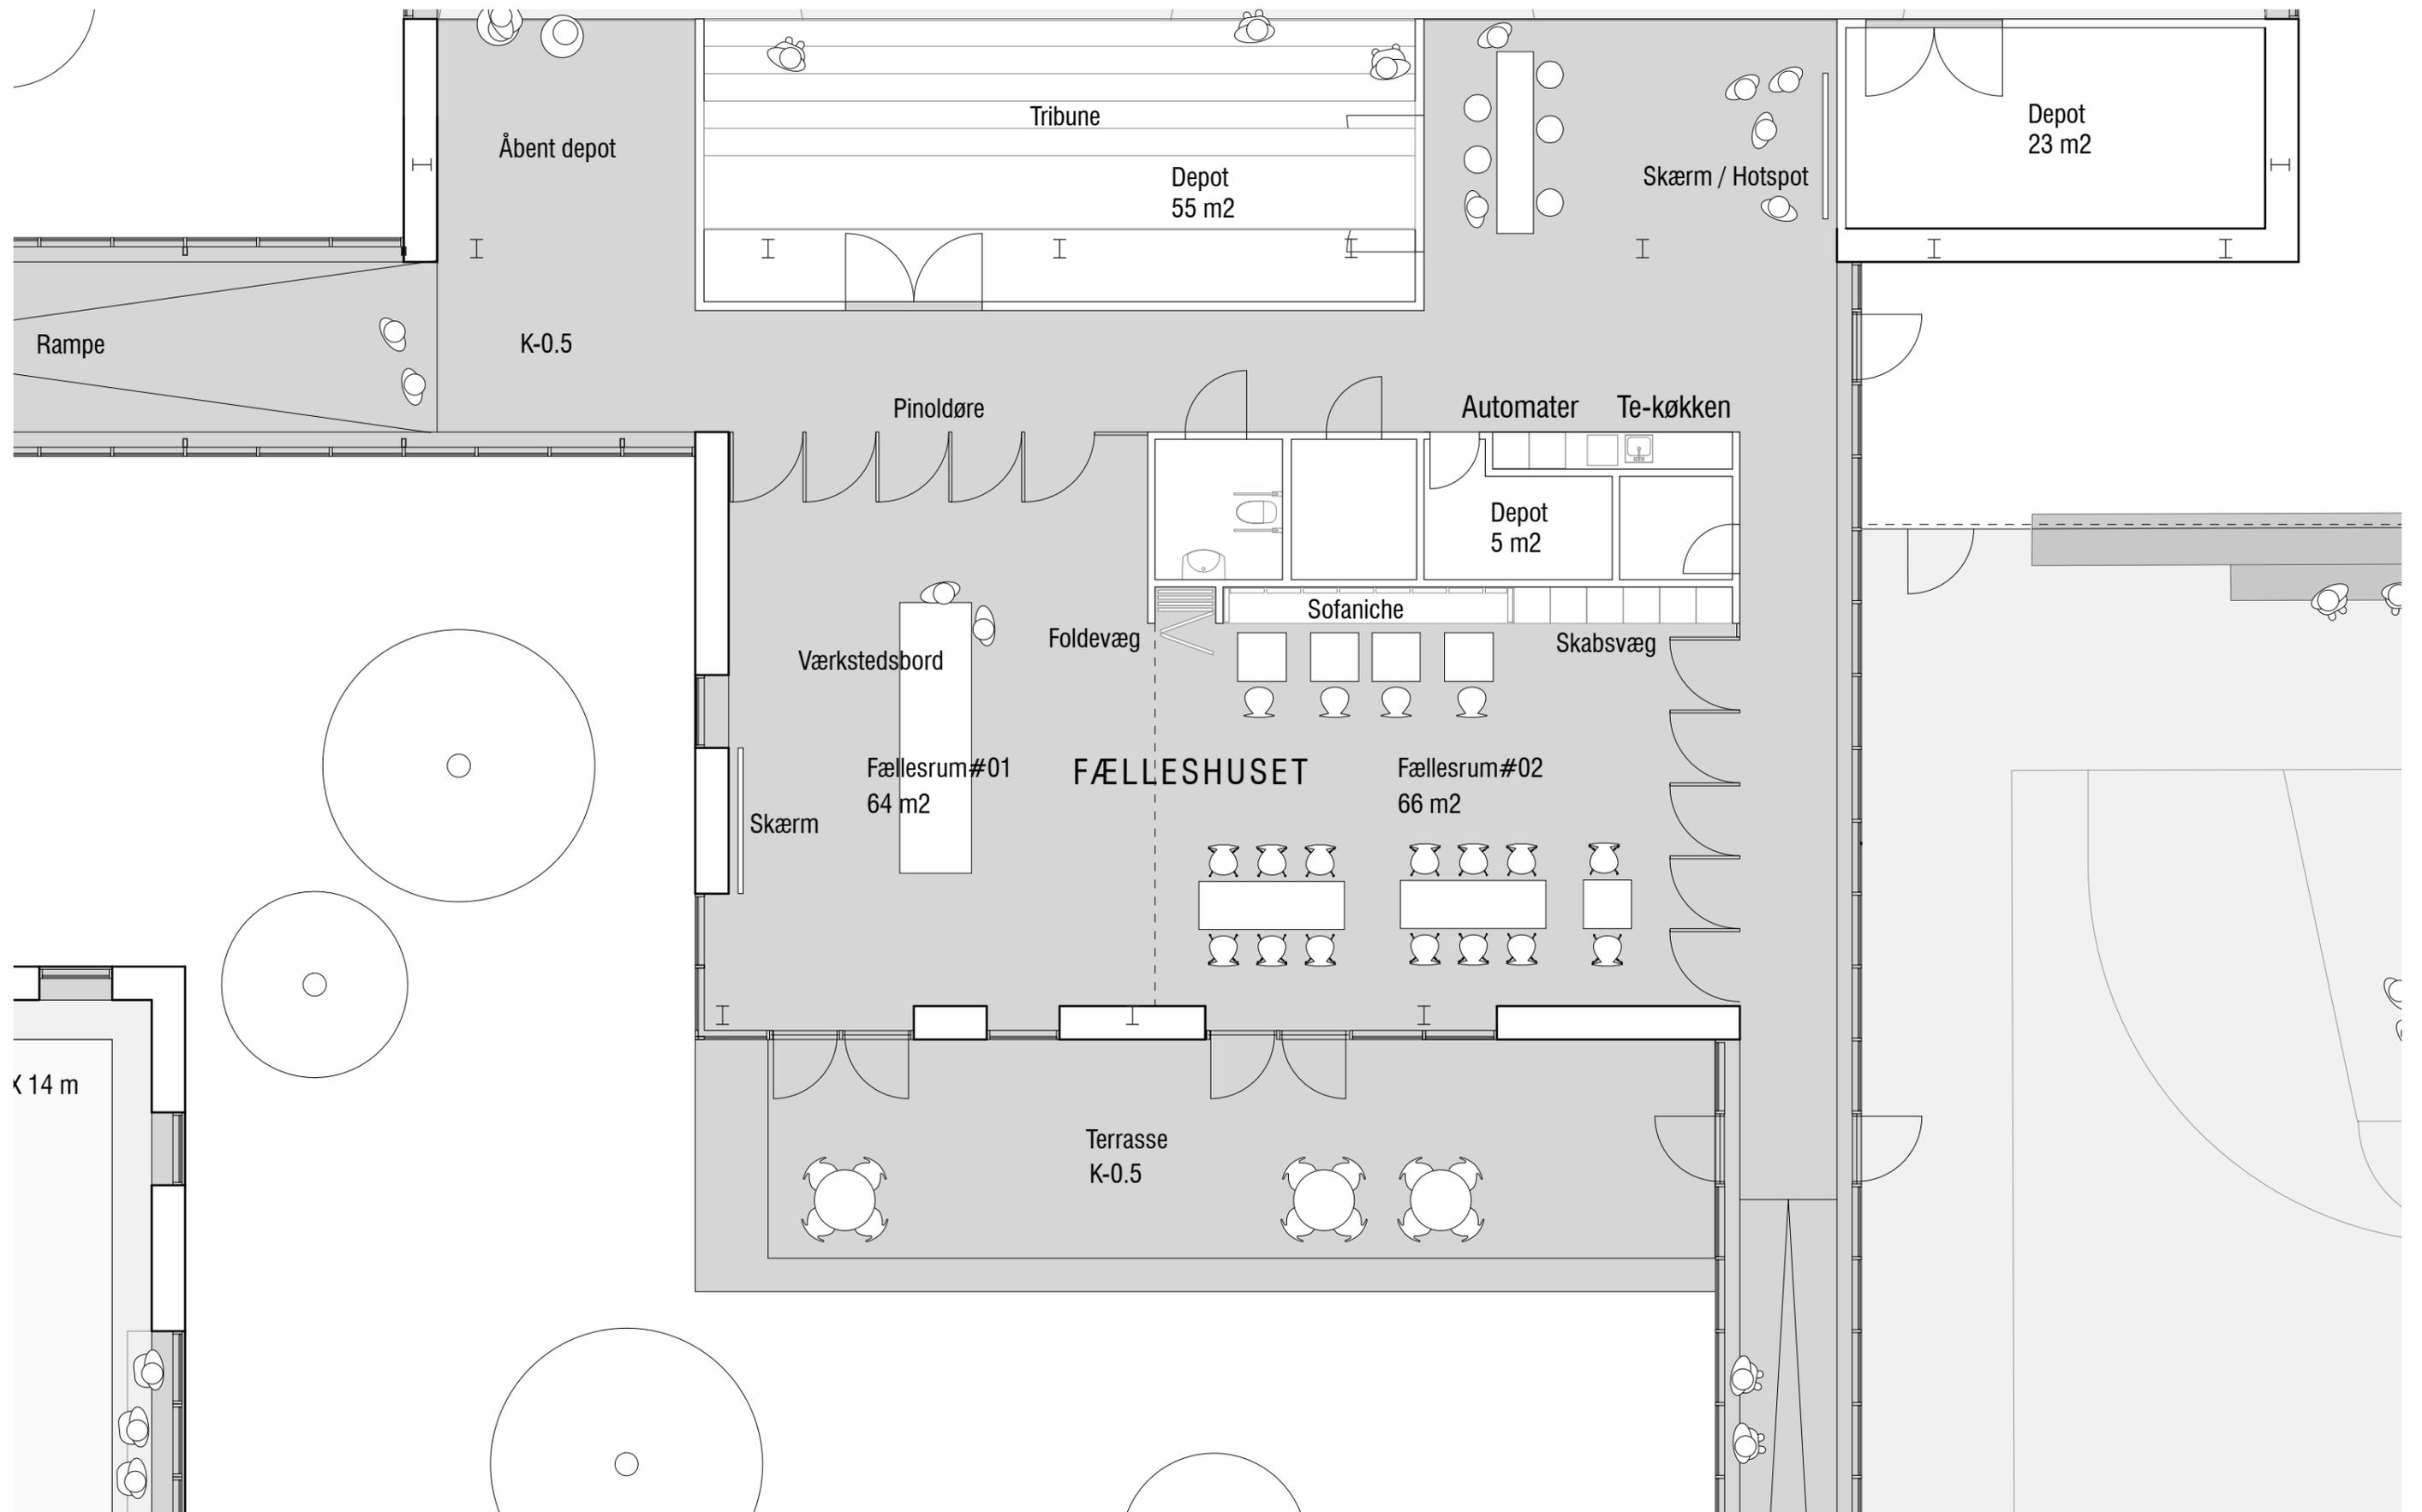 Tribune
Åbent depot
Depot
55 m2
Skærm / Hotspot
Depot
23 m2
Rampe
K-0.5
Pinoldøre
Automater
Te-køkken
Depot
5 m2
Sofaniche
Foldevæg
Skabsvæg
Værkstedsbord
Fællesrum#01
64 m2
FÆLLESHUSET
Fællesrum#02
66 m2
Skærm
X 14 m
Terrasse
K-0.5